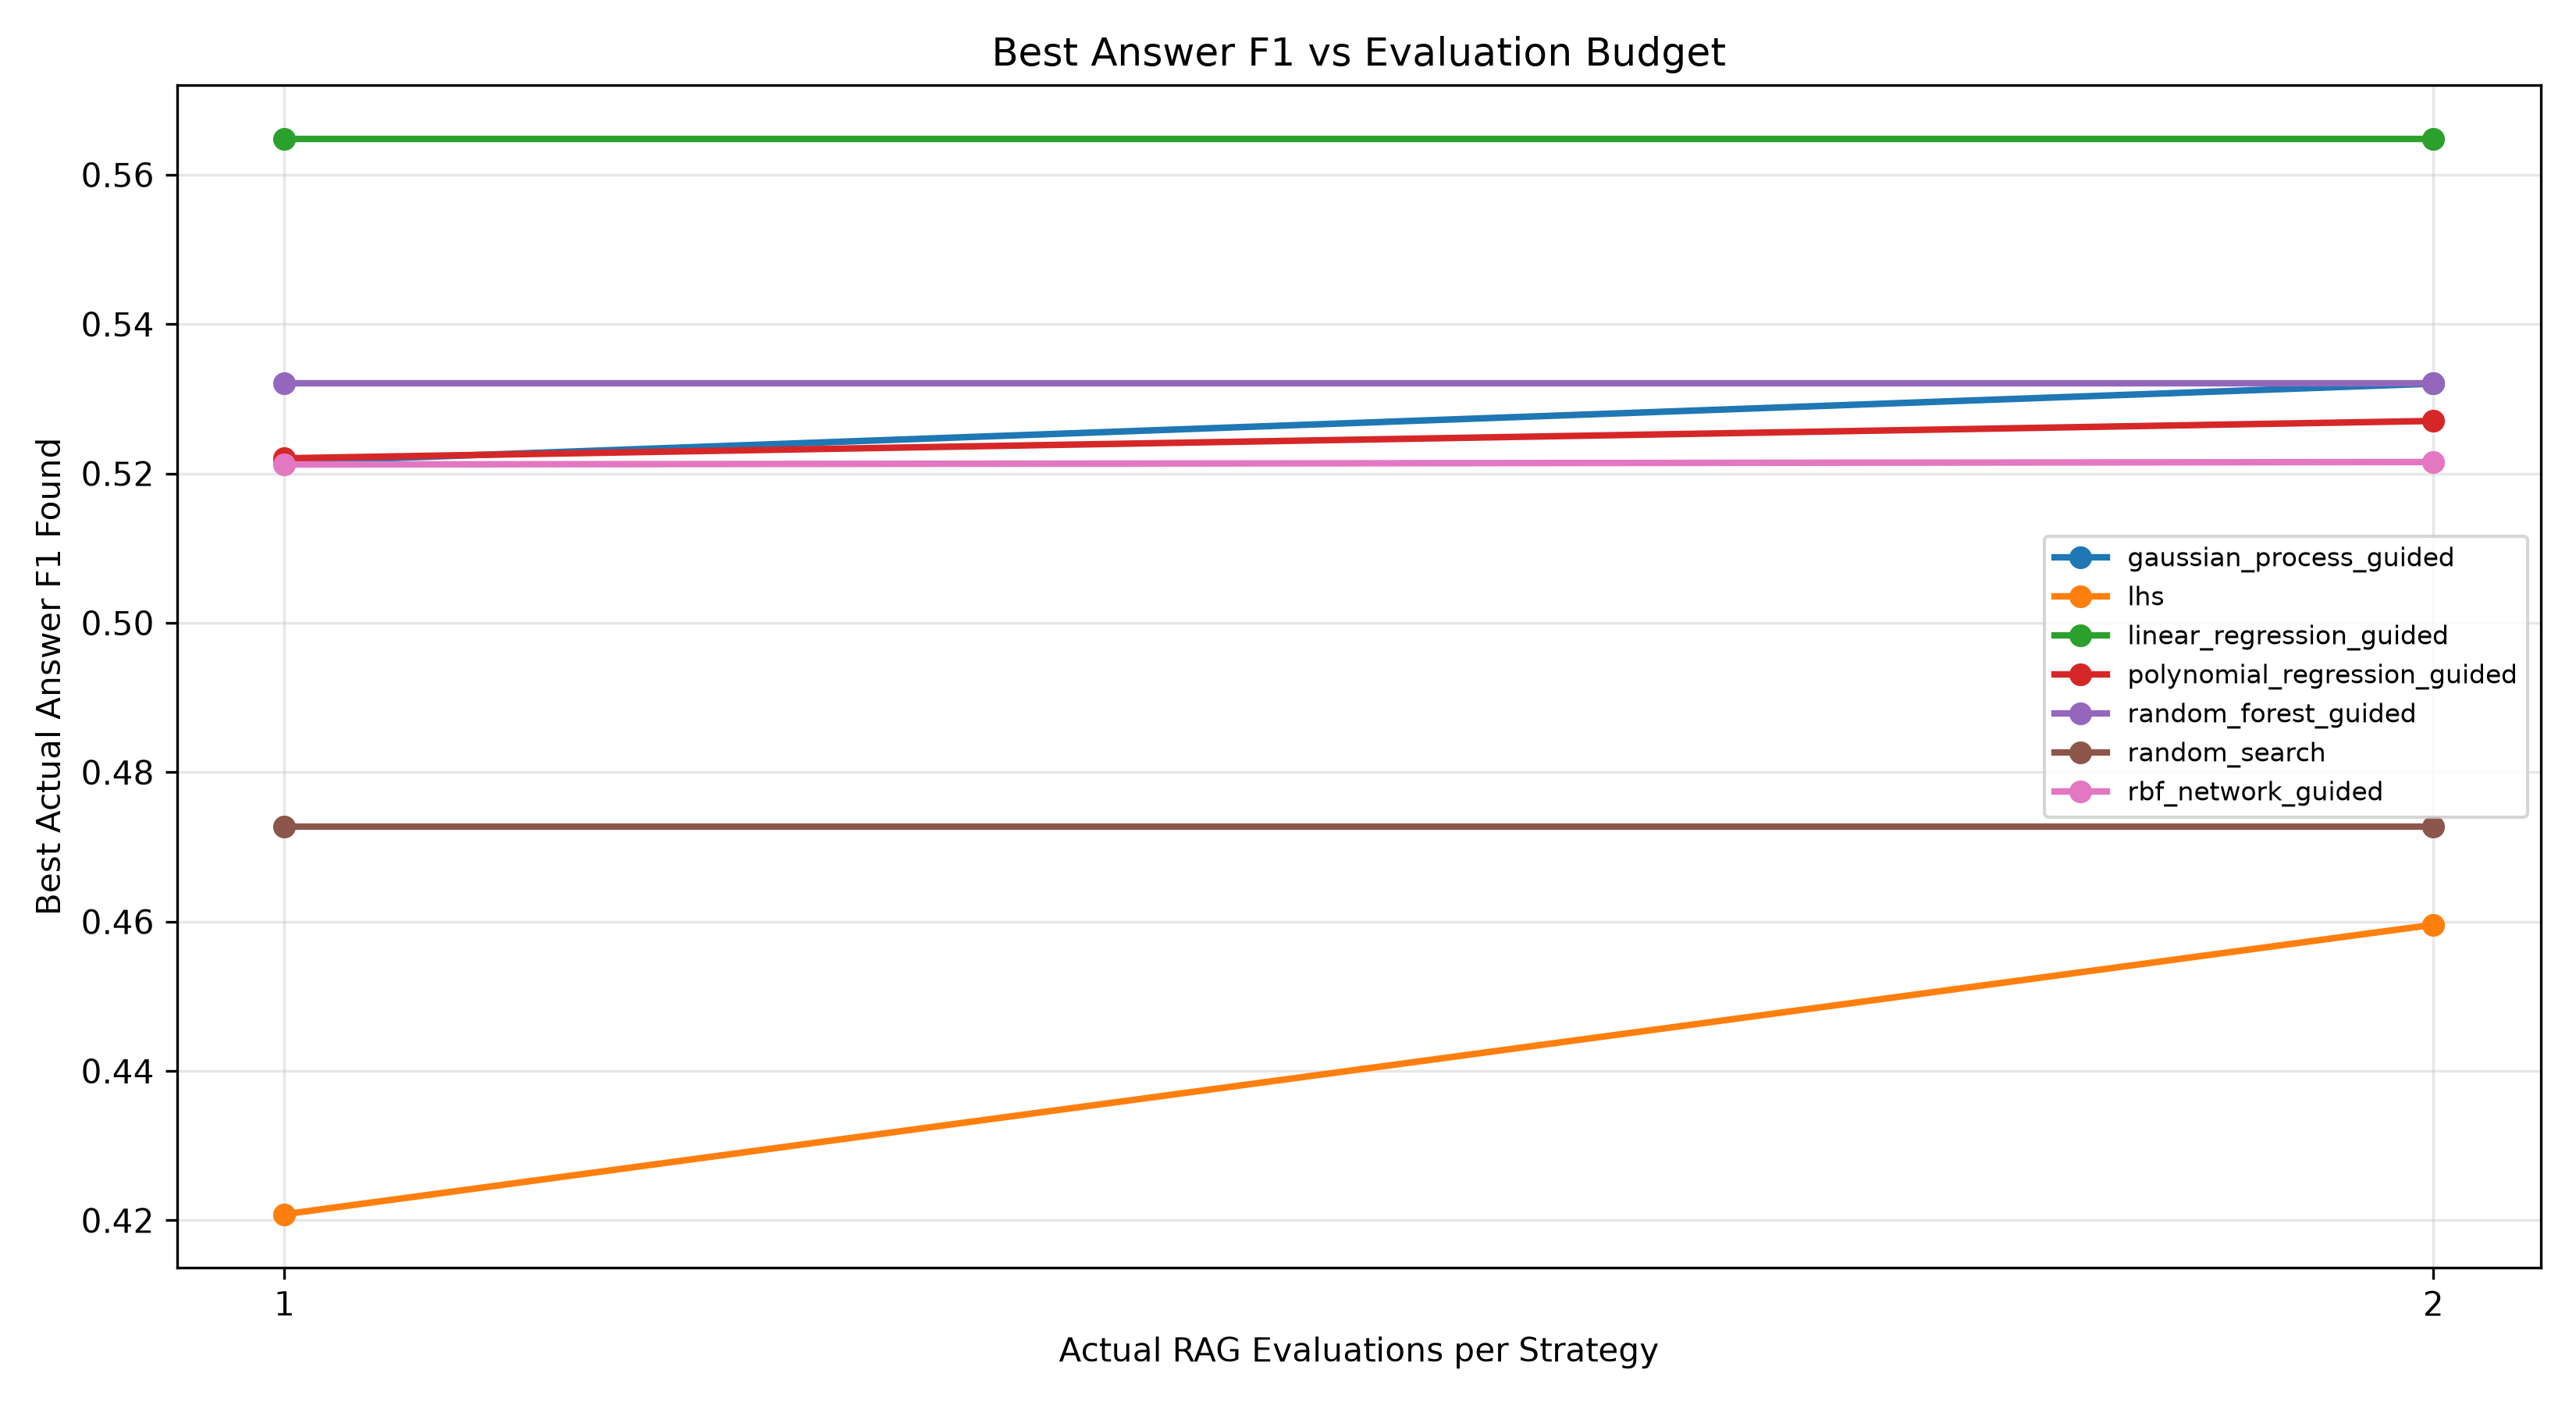 Best Answer F1 vs Evaluation Budget
Best Actual Answer F1 Found
0.56
0.54
0.52
0.50
0.48
0.46
0.44
0.42
gaussian_process_guided
lhs
linear_regression_guided
polynomial_regression_guided
random_forest_guided
random_search
rbf_network_guided
1
2
Actual RAG Evaluations per Strategy